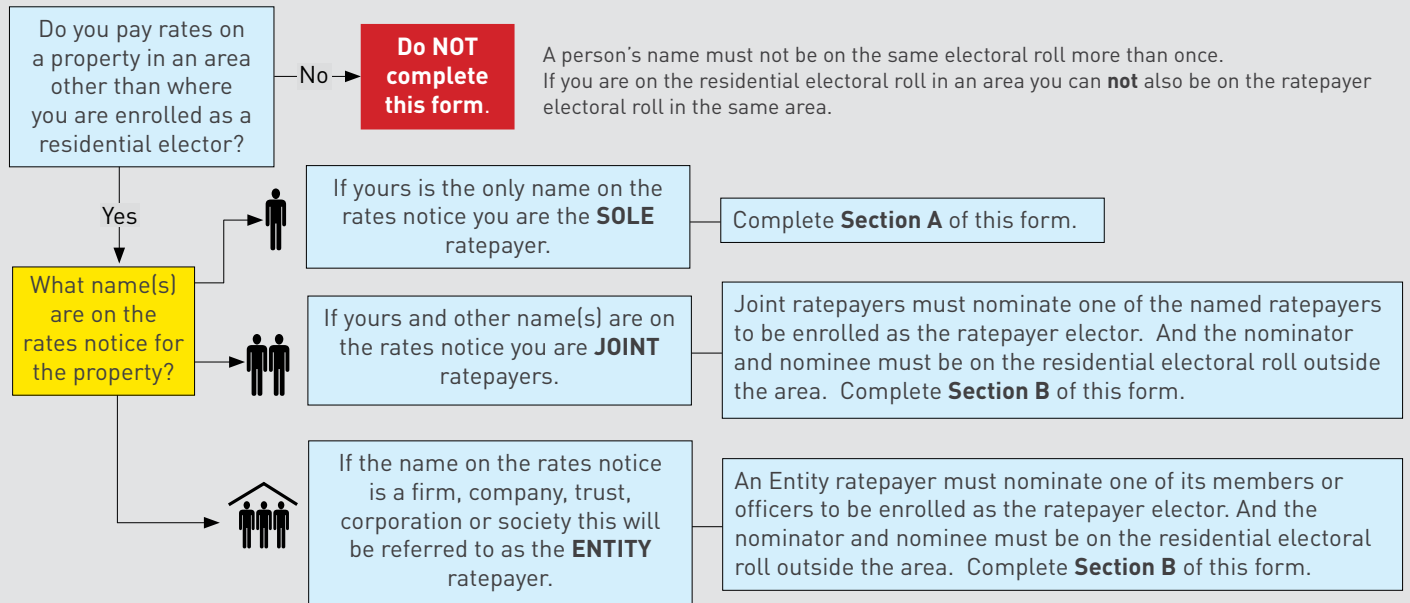 Do you pay rates on
a property in an area
other than where
you are enrolled as a
residential elector?
No
Do NOT
complete
this form.
A person's name must not be on the same electoral roll more than once.
If you are on the residential electoral roll in an area you can not also be on the ratepayer
electoral roll in the same area.
Yes
What name(s)
are on the
rates notice for
the property?
If yours is the only name on the
rates notice you are the SOLE
ratepayer.
Complete Section A of this form.
If yours and other name(s) are on
the rates notice you are JOINT
ratepayers.
Joint ratepayers must nominate one of the named ratepayers
to be enrolled as the ratepayer elector.  And the nominator
and nominee must be on the residential electoral roll outside
the area.  Complete Section B of this form.
If the name on the rates notice
is a firm, company, trust,
corporation or society this will
be referred to as the ENTITY
ratepayer.
An Entity ratepayer must nominate one of its members or
officers to be enrolled as the ratepayer elector. And the
nominator and nominee must be on the residential electoral
roll outside the area.  Complete Section B of this form.